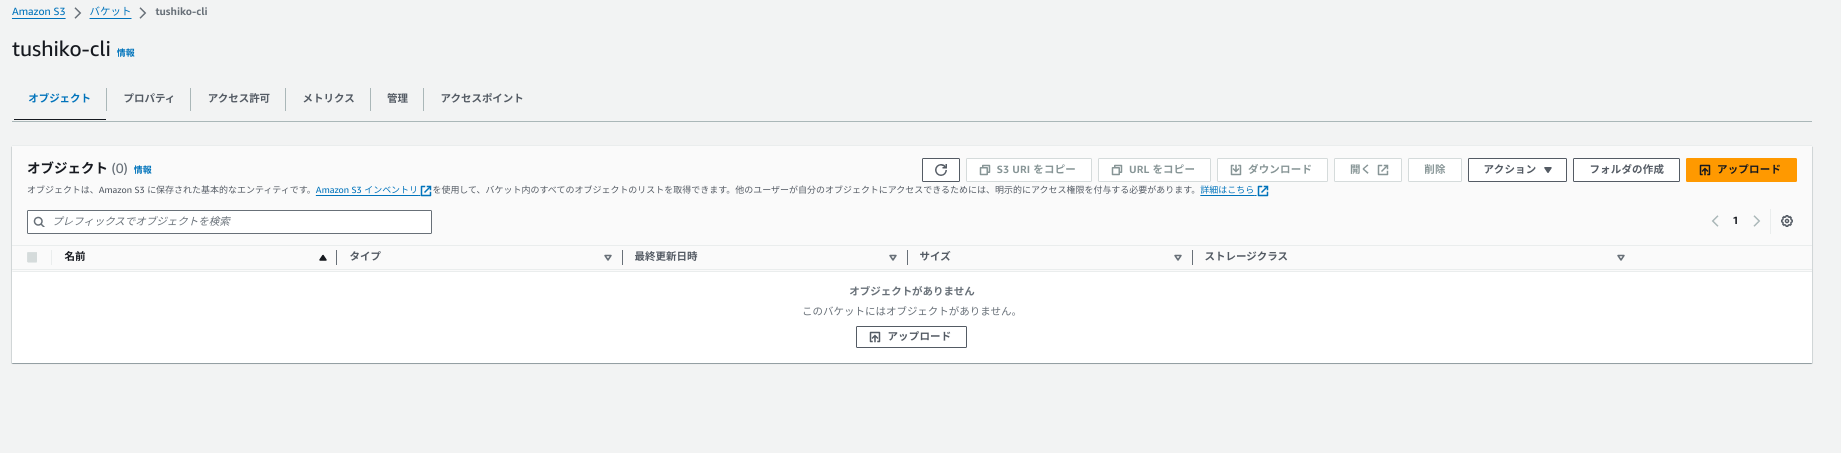 Amazon S3 > バケット > tushiko-cli
tushiko-cli 情報
オブジェクト プロパティ アクセス許可 メトリクス 管理 アクセスポイント
オブジェクト (0) 情報 S3 URI をコピー URL をコピー ダウンロード 開く 削除 アクション フォルダの作成 アップロード
オブジェクトは、Amazon S3 に保存された基本的なエンティティです。Amazon S3 インベントリを使用して、バケット内のすべてのオブジェクトのリストを取得できます。他のユーザーが自分のオブジェクトにアクセスできるためには、明示的にアクセス権限を付与する必要があります。詳細はこちら
プレフィックスでオブジェクトを検索 1
名前 タイプ 最終更新日時 サイズ ストレージクラス
オブジェクトがありません
このバケットにはオブジェクトがありません。
アップロード